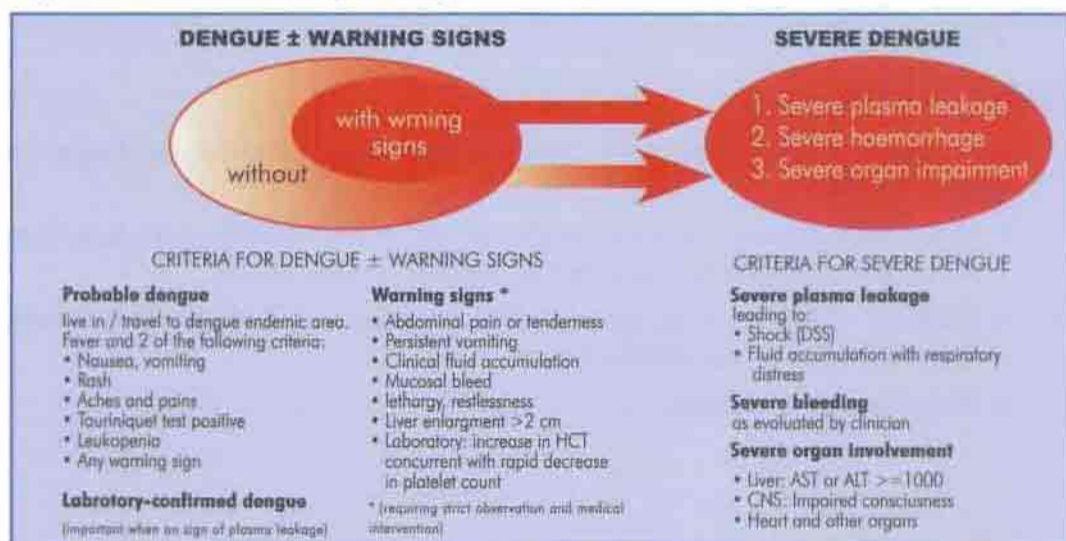 DENGUE ± WARNING SIGNS
SEVERE DENGUE
with wrning
signs
without
1. Severe plasma leakage
2. Severe haemorrhage
3. Severe organ impairment
CRITERIA FOR DENGUE ± WARNING SIGNS
Probable dengue
live in / travel to dengue endemic area.
Fever and 2 of the following criteria:
• Nausea, vomiting
• Rash
• Aches and pains
• Touriniquet test positive
• Leukopenia
• Any warning sign
Labrotory-confirmed dengue
(important when on sign of plasma leakage)
Warning signs *
• Abdominal pain or tenderness
• Persistent vomiting
• Clinical fluid accumulation
• Mucosal bleed
• lethargy, restlessness
• Liver enlargment >2 cm
• Laboratory: increase in HCT
concurrent with rapid decrease
in platelet count
* (requiring strict observation and medical
intervention)
CRITERIA FOR SEVERE DENGUE
Severe plasma leakage
leading to:
• Shock (DSS)
• Fluid accumulation with respiratory
distress
Severe bleeding
as evaluated by clinician
Severe organ involvement
• Liver: AST or ALT >=1000
• CNS: Impaired consciusness
• Heart and other organs